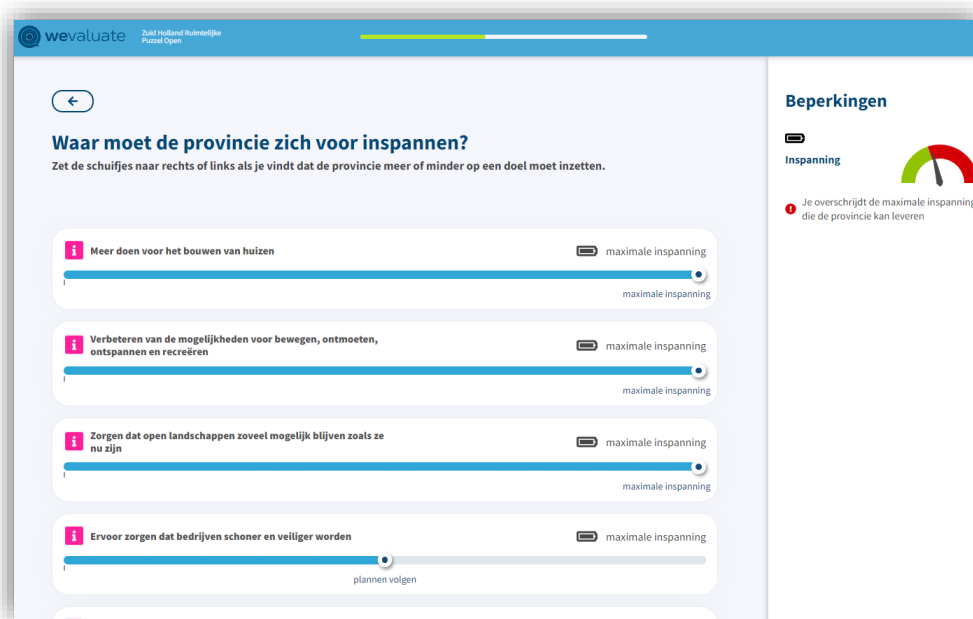 wevaluate
Zuid Holland Ruimtelijke
Puzzel Open
Waar moet de provincie zich voor inspannen?
Zet de schuifjes naar rechts of links als je vindt dat de provincie meer of minder op een doel moet inzetten.
Meer doen voor het bouwen van huizen
maximale inspanning
maximale inspanning
Verbeteren van de mogelijkheden voor bewegen, ontmoeten,
ontspannen en recreëren
maximale inspanning
maximale inspanning
Zorgen dat open landschappen zoveel mogelijk blijven zoals ze
nu zijn
maximale inspanning
maximale inspanning
Ervoor zorgen dat bedrijven schoner en veiliger worden
maximale inspanning
plannen volgen
Beperkingen
Inspanning
Je overschrijdt de maximale inspanning
die de provincie kan leveren